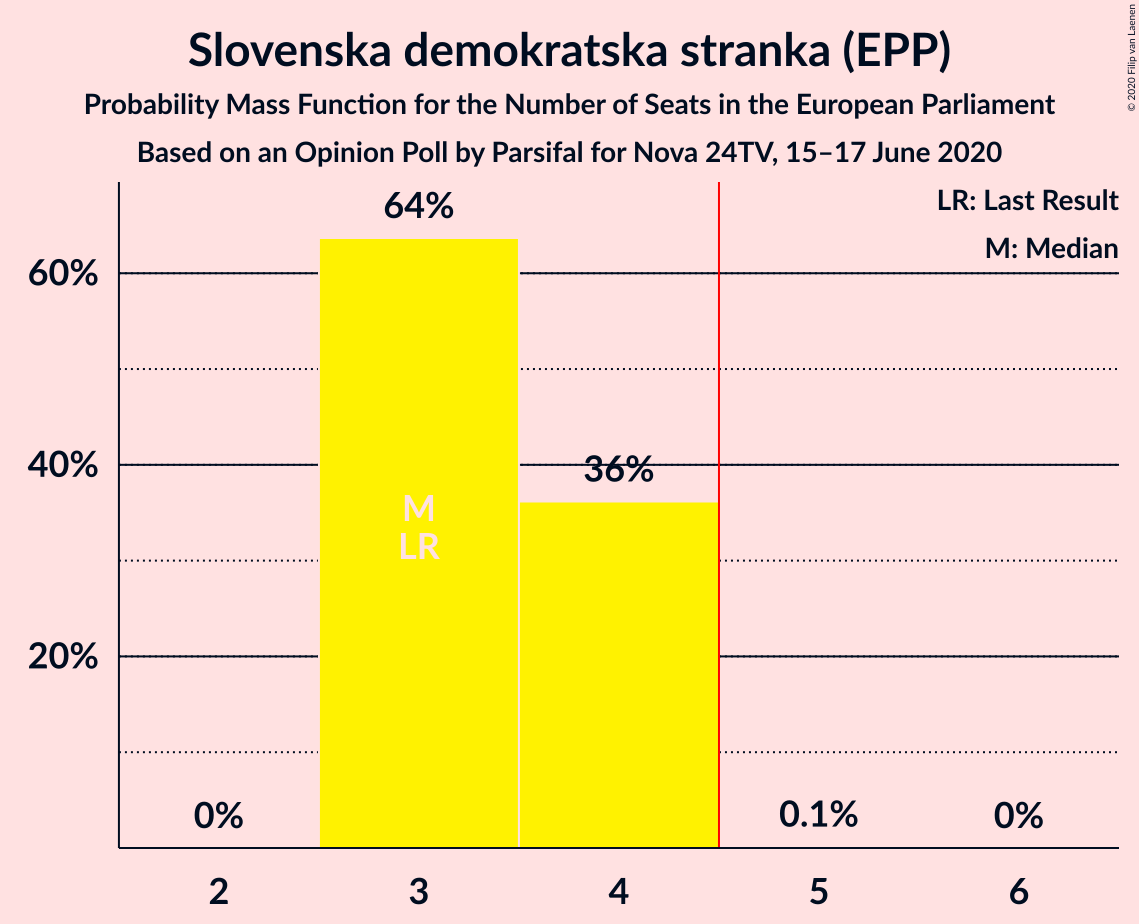 Slovenska demokratska stranka (EPP)
Probability Mass Function for the Number of Seats in the European Parliament
Based on an Opinion Poll by Parsifal for Nova 24TV, 15–17 June 2020
© 2020 Filip van Laenen
LR: Last Result
M: Median
64%
60%
40%
36%
M
LR
20%
0%
0.1%
0%
2
3
4
5
6